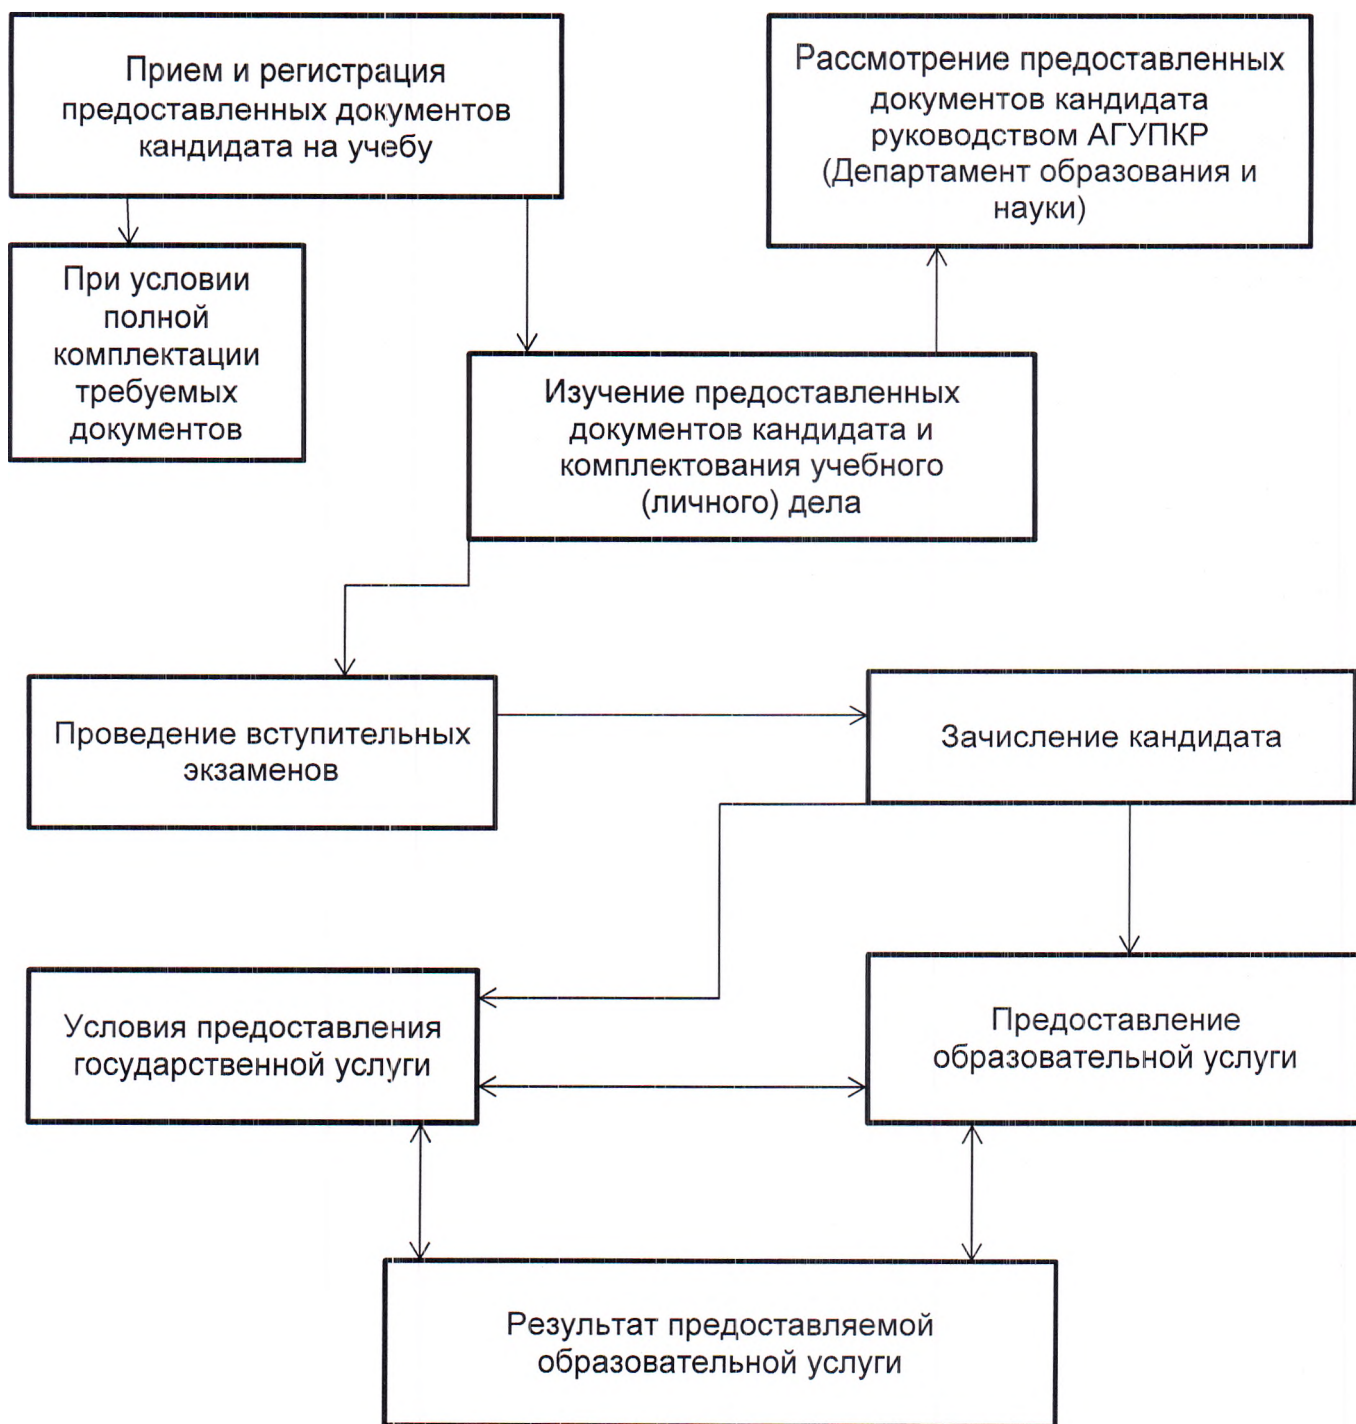 Прием и регистрация
предоставленных документов
кандидата на учебу
Рассмотрение предоставленных
документов кандидата
руководством АГУПКР
(Департамент образования и
науки)
При условии
полной
комплектации
требуемых
документов
Изучение предоставленных
документов кандидата и
комплектования учебного
(личного) дела
Проведение вступительных
экзаменов
Зачисление кандидата
Условия предоставления
государственной услуги
Предоставление
образовательной услуги
Результат предоставляемой
образовательной услуги